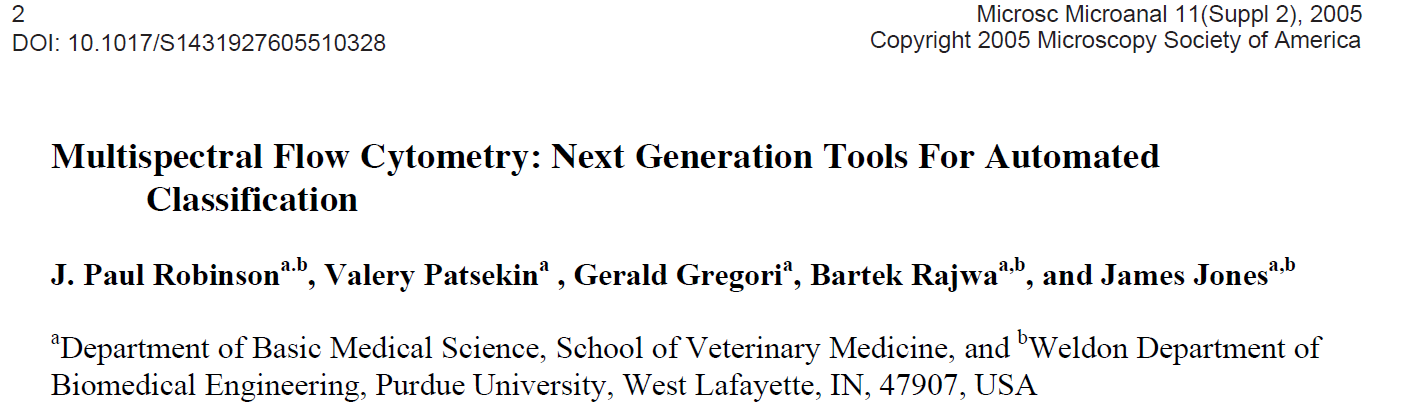 2
Microsc Microanal 11(Suppl 2), 2005
DOI: 10.1017/S1431927605510328
Copyright 2005 Microscopy Society of America
Multispectral Flow Cytometry: Next Generation Tools For Automated
Classification
J. Paul Robinsona.b, Valery Patsekina , Gerald Gregoria, Bartek Rajwaa,b, and James Jonesa,b
aDepartment of Basic Medical Science, School of Veterinary Medicine, and bWeldon Department of
Biomedical Engineering, Purdue University, West Lafayette, IN, 47907, USA